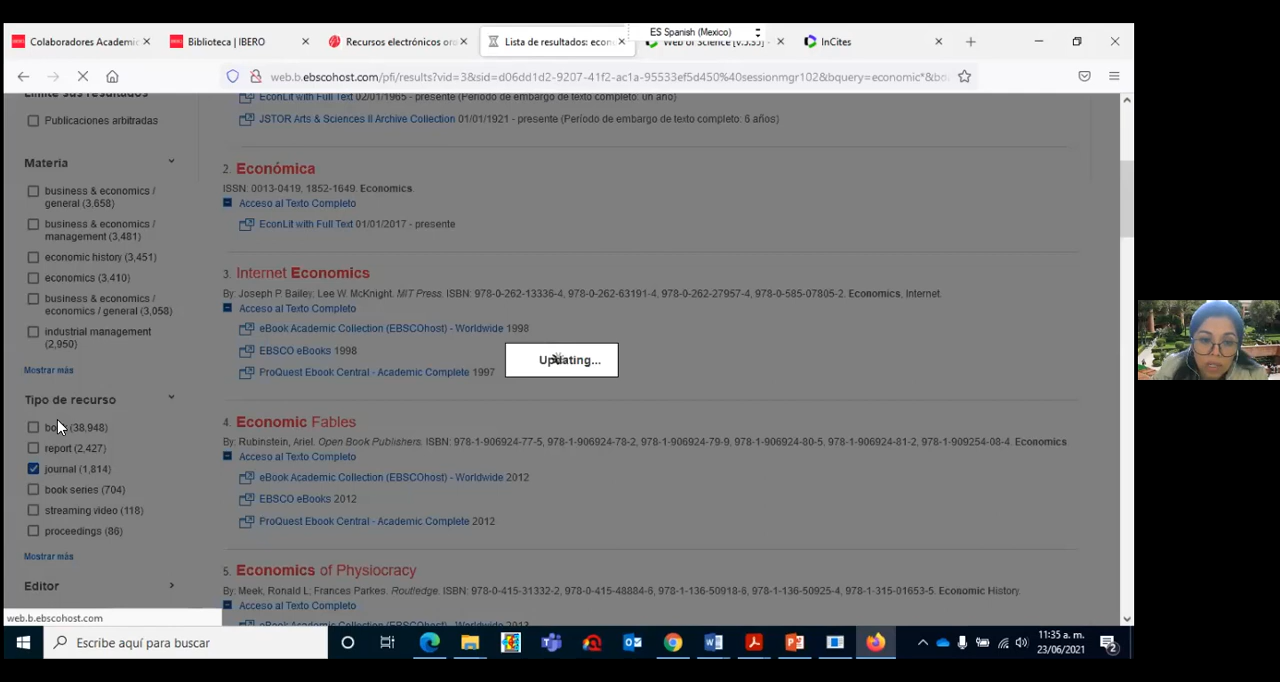 Colaboradores Academic
Biblioteca | IBERO
Recursos electrónicos or
Lista de resultados: econ
ES Spanish (Mexico)
Web of Science [v.5.35]
InCites
web.b.ebscohost.com/pfi/results?vid=3&sid=d06dd1d2-9207-41f2-ac1a-95533ef5d450%40sessionmgr102&bquery=economic*&b
Limite sus resultados
Publicaciones arbitradas
Materia
business & economics /
general (3,658)
business & economics /
management (3,481)
economic history (3,451)
economics (3,410)
business & economics /
economics / general (3,058)
industrial management
(2,950)
Mostrar más
Tipo de recurso
(38,948)
report (2,427)
journal (1,814)
book series (704)
streaming video (118)
proceedings (86)
Mostrar más
Editor
EconLit with Full Text 02/01/1965 - presente (Período de embargo de texto completo: un año)
JSTOR Arts & Sciences II Archive Collection 01/01/1921 - presente (Período de embargo de texto completo: 6 años)
2. Económica
ISSN: 0013-0419, 1852-1649. Economics.
Acceso al Texto Completo
EconLit with Full Text 01/01/2017 - presente
3. Internet Economics
By: Joseph P. Bailey, Lee W. McKnight. MIT Press. ISBN: 978-0-262-13336-4, 978-0-262-63191-4, 978-0-262-27957-4, 978-0-585-07805-2. Economics, Internet.
Acceso al Texto Completo
eBook Academic Collection (EBSCOhost) - Worldwide 1998
EBSCO eBooks 1998
ProQuest Ebook Central - Academic Complete 1997
Updating...
4. Economic Fables
By: Rubinstein, Ariel. Open Book Publishers. ISBN: 978-1-906924-77-5, 978-1-906924-78-2, 978-1-906924-79-9, 978-1-906924-80-5, 978-1-906924-81-2, 978-1-909254-08-4. Economics
Acceso al Texto Completo
eBook Academic Collection (EBSCOhost) - Worldwide 2012
EBSCO eBooks 2012
ProQuest Ebook Central - Academic Complete 2012
5. Economics of Physiocracy
By: Meek, Ronald L; Frances Parkes. Routledge. ISBN: 978-0-415-31332-2, 978-0-415-48884-6, 978-1-136-50918-6, 978-1-136-50925-4, 978-1-315-01653-5. Economic History.
Acceso al Texto Completo
eBook Academic Collection (EBSCOhost) - Worldwide 2013
web.b.ebscohost.com
Escribe aquí para buscar
11:35 a. m.
23/06/2021
2